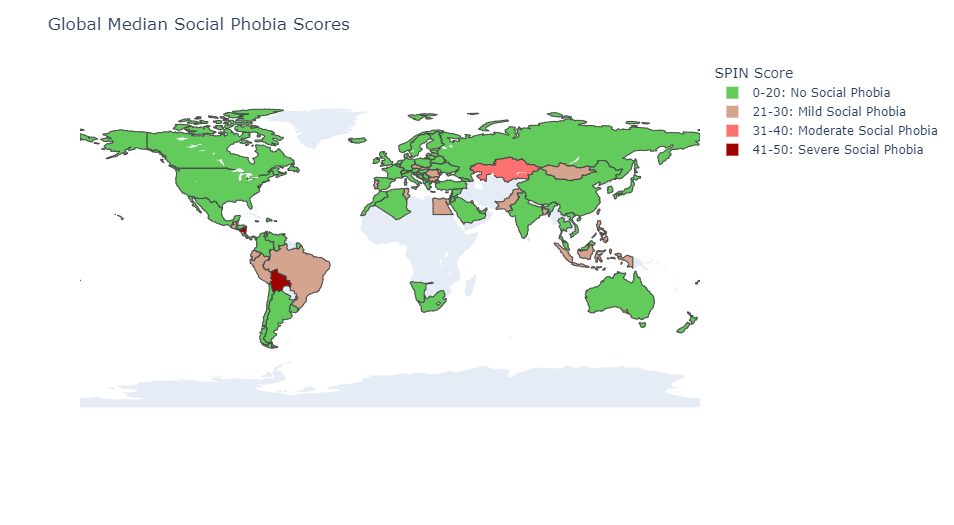 Global Median Social Phobia Scores
SPIN Score
0-20: No Social Phobia
21-30: Mild Social Phobia
31-40: Moderate Social Phobia
41-50: Severe Social Phobia